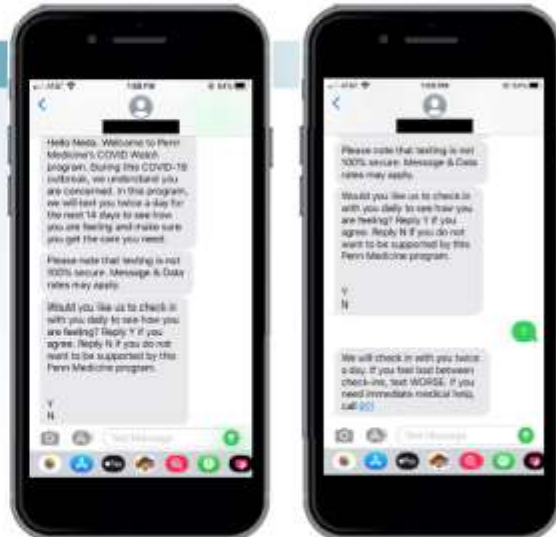 1:08 PM
Hello Neda. Welcome to Penn
Medicine's COVID Watch
program. During this COVID-19
outbreak, we understand you
are concerned. In this program,
we will text you twice a day for
the next 14 days to see how
you are feeling and make sure
you get the care you need.
Please note that texting is not
100% secure. Message & Data
rates may apply.
Would you like us to check in
with you daily to see how you
are feeling? Reply Y if you
agree. Reply N if you do not
want to be supported by this
Penn Medicine program.
Y
N
Text Message
Please note that texting is not
100% secure. Message & Data
rates may apply.
Would you like us to check in
with you daily to see how you
are feeling? Reply Y if you
agree. Reply N if you do not
want to be supported by this
Penn Medicine program.
Y
N
We will check in with you twice
a day. If you feel bad between
check-ins, text WORSE. If you
need immediate medical help,
call 911
Text Message